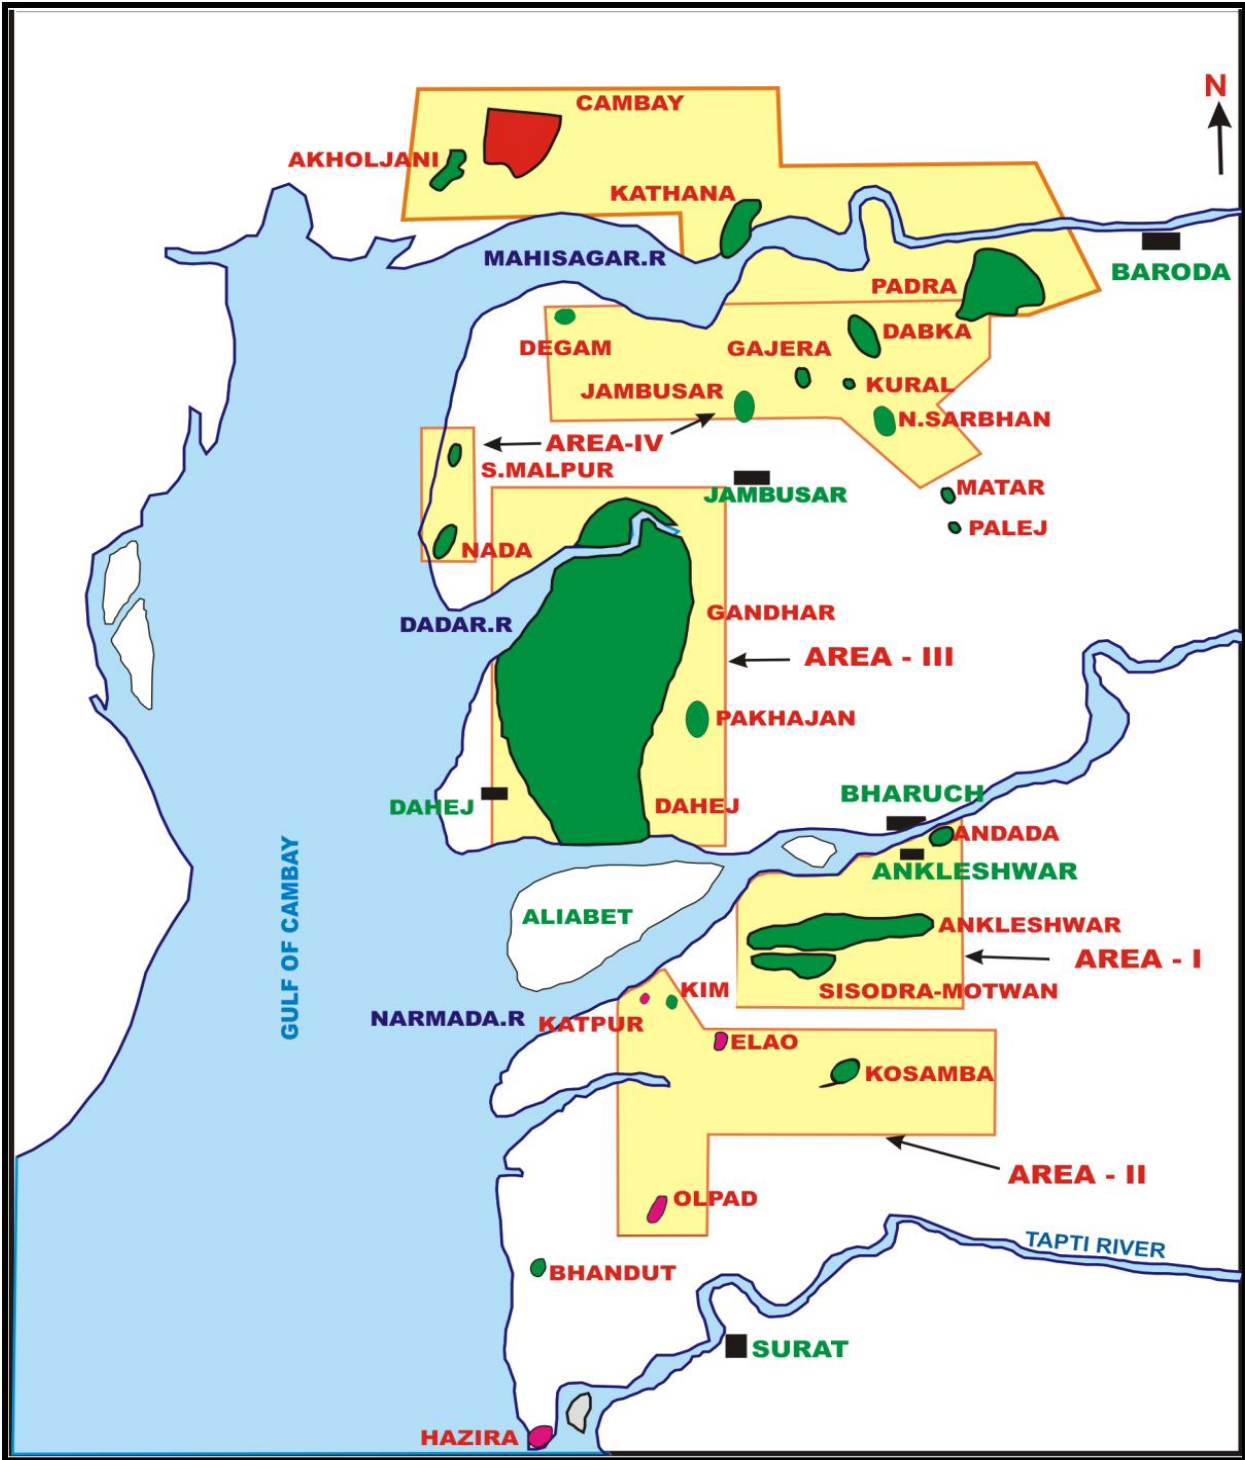 N
CAMBAY
AKHOLJANI
KATHANA
MAHISAGAR.R
BARODA
PADRA
DABKA
DEGAM
GAJERA
KURAL
JAMBUSAR
N.SARBHAN
AREA-IV
S.MALPUR
JAMBUSAR
MATAR
PALEJ
NADA
GANDHAR
DADAR.R
AREA - III
PAKHAJAN
BHARUCH
DAHEJ
DAHEJ
ANDADA
ANKLESHWAR
ALIABET
ANKLESHWAR
GULF OF CAMBAY
AREA - I
SISODRA-MOTWAN
KIM
NARMADA.R
KATPUR
ELAO
KOSAMBA
AREA - II
OLPAD
TAPTI RIVER
BHANDUT
SURAT
HAZIRA